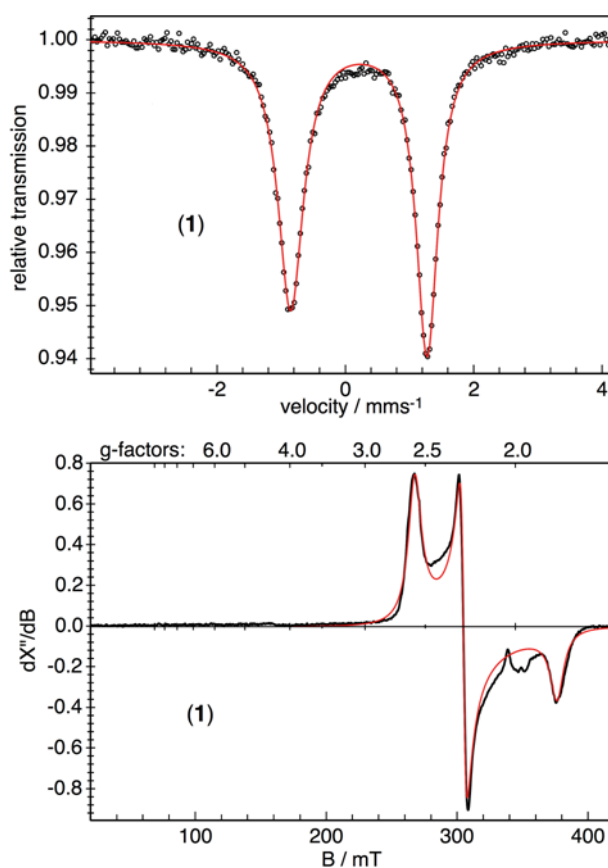 1.00
0.99
0.98
0.97
0.96
0.95
0.94
relative transmission
(1)
-2 0 2 4
velocity / mms-1
g-factors: 6.0 4.0 3.0 2.5 2.0
0.8
0.6
0.4
0.2
0.0
-0.2
-0.4
-0.6
-0.8
dX"/dB
(1)
100 200 300 400
B / mT